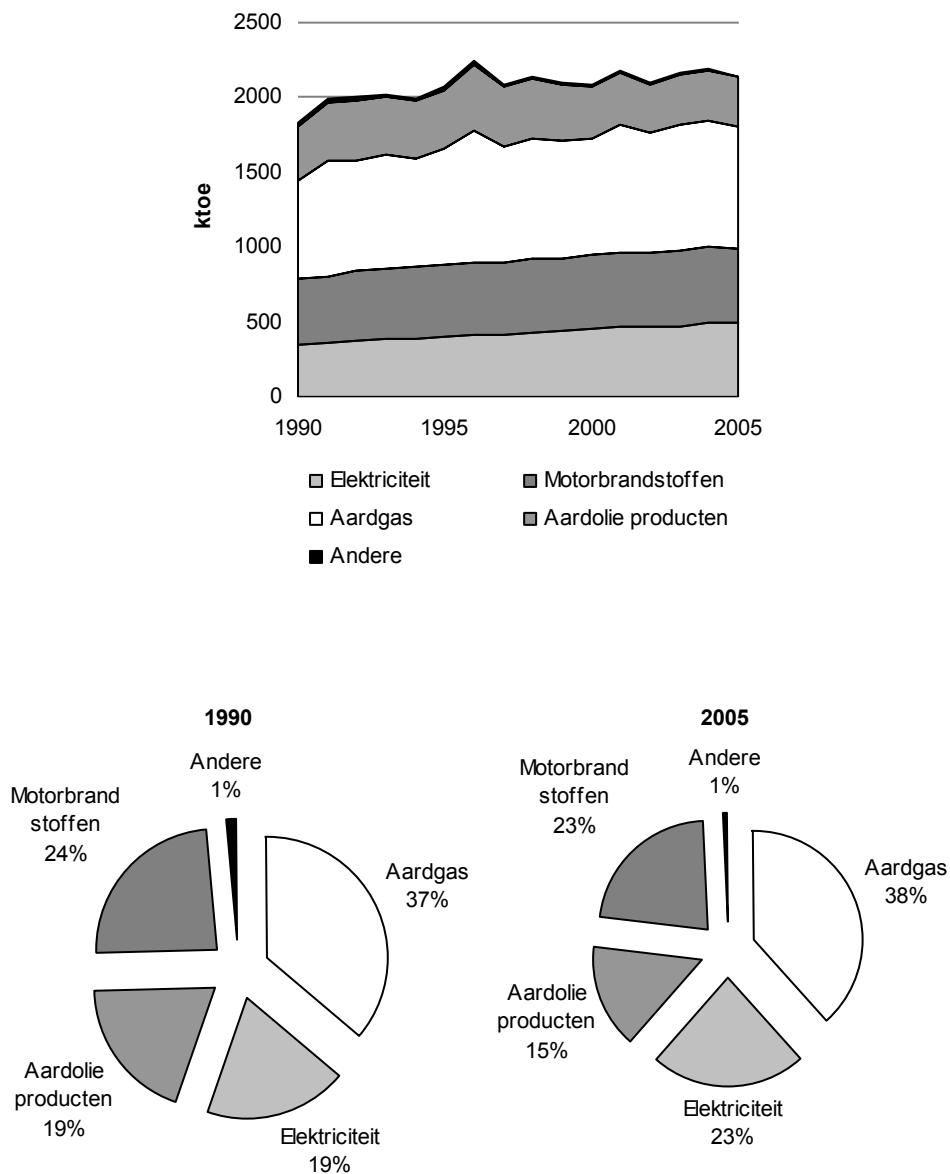 2500
2000
1500
1000
500
0
ktoe
1990 1995 2000 2005
Elektriciteit Motorbrandstoffen
Aardgas Aardolie producten
Andere
1990
Andere
1%
Motorbrand
stoffen
24%
Aardgas
37%
Aardolie
producten
19%
Elektriciteit
19%
2005
Andere
1%
Motorbrand
stoffen
23%
Aardgas
38%
Aardolie
producten
15%
Elektriciteit
23%